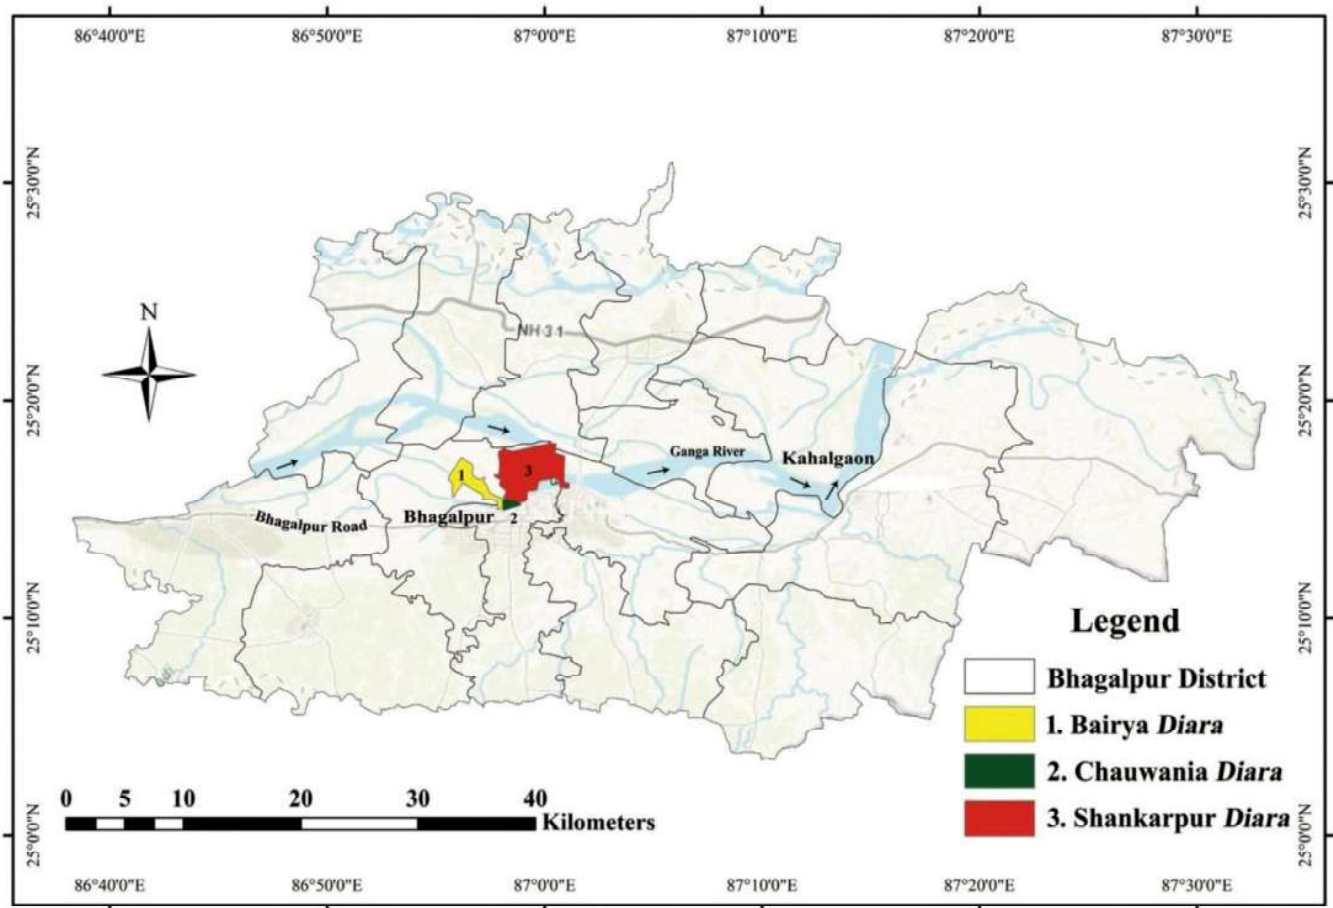 86°40'0"E 86°50'0"E 87°0'0"E 87°10'0"E 87°20'0"E 87°30'0"E
25°30'0"N
25°30'0"N
N
NH-31
25°20'0"N
25°20'0"N
Ganga River
Kahalgaon
1
3
Bhagalpur Road
Bhagalpur
2
25°10'0"N
25°10'0"N
Legend
Bhagalpur District
1. Bairya Diara
2. Chauwania Diara
3. Shankarpur Diara
0 5 10 20 30 40
Kilometers
25°0'0"N
25°0'0"N
86°40'0"E 86°50'0"E 87°0'0"E 87°10'0"E 87°20'0"E 87°30'0"E